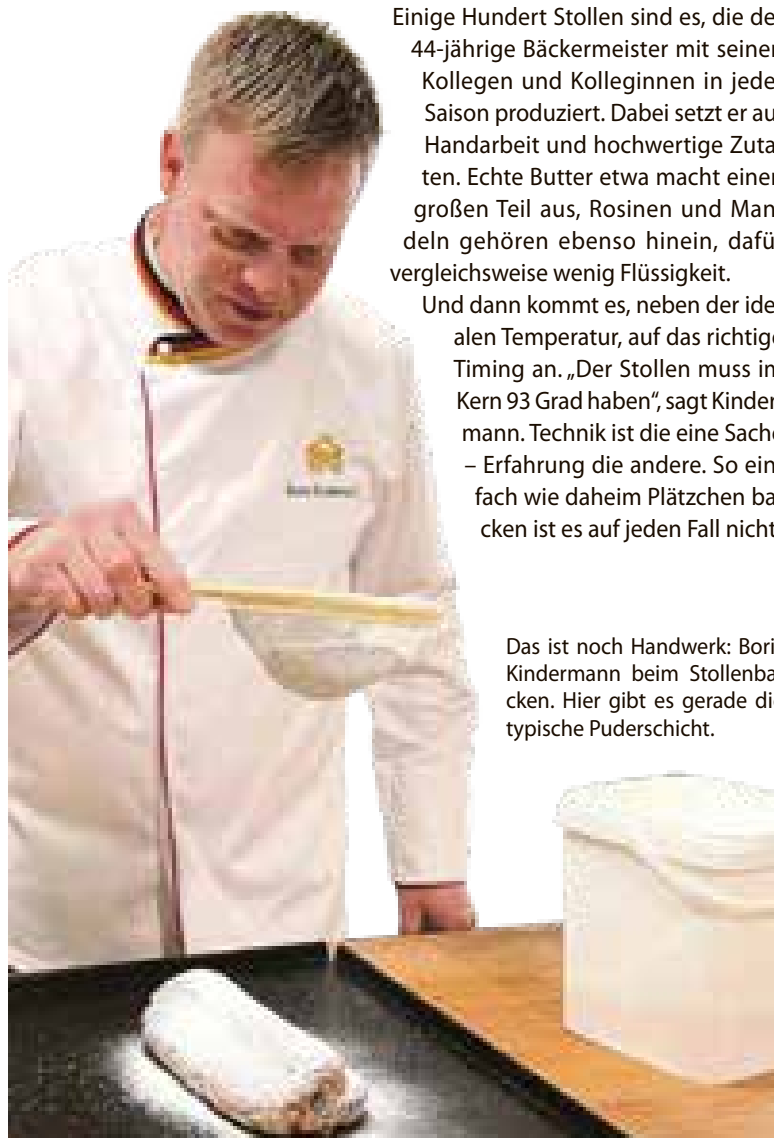 Einige Hundert Stollen sind es, die de
44-jährige Bäckermeister mit seiner
Kollegen und Kolleginnen in jede
Saison produziert. Dabei setzt er au
Handarbeit und hochwertige Zuta
ten. Echte Butter etwa macht einer
großen Teil aus, Rosinen und Man
deln gehören ebenso hinein, dafü
vergleichsweise wenig Flüssigkeit.
Und dann kommt es, neben der ide
alen Temperatur, auf das richtige
Timing an. „Der Stollen muss in
Kern 93 Grad haben“, sagt Kinder
mann. Technik ist die eine Sache
– Erfahrung die andere. So ein
fach wie daheim Plätzchen ba
cken ist es auf jeden Fall nicht
Das ist noch Handwerk: Bori
Kindermann beim Stollenba
cken. Hier gibt es gerade di
typische Puderschicht.